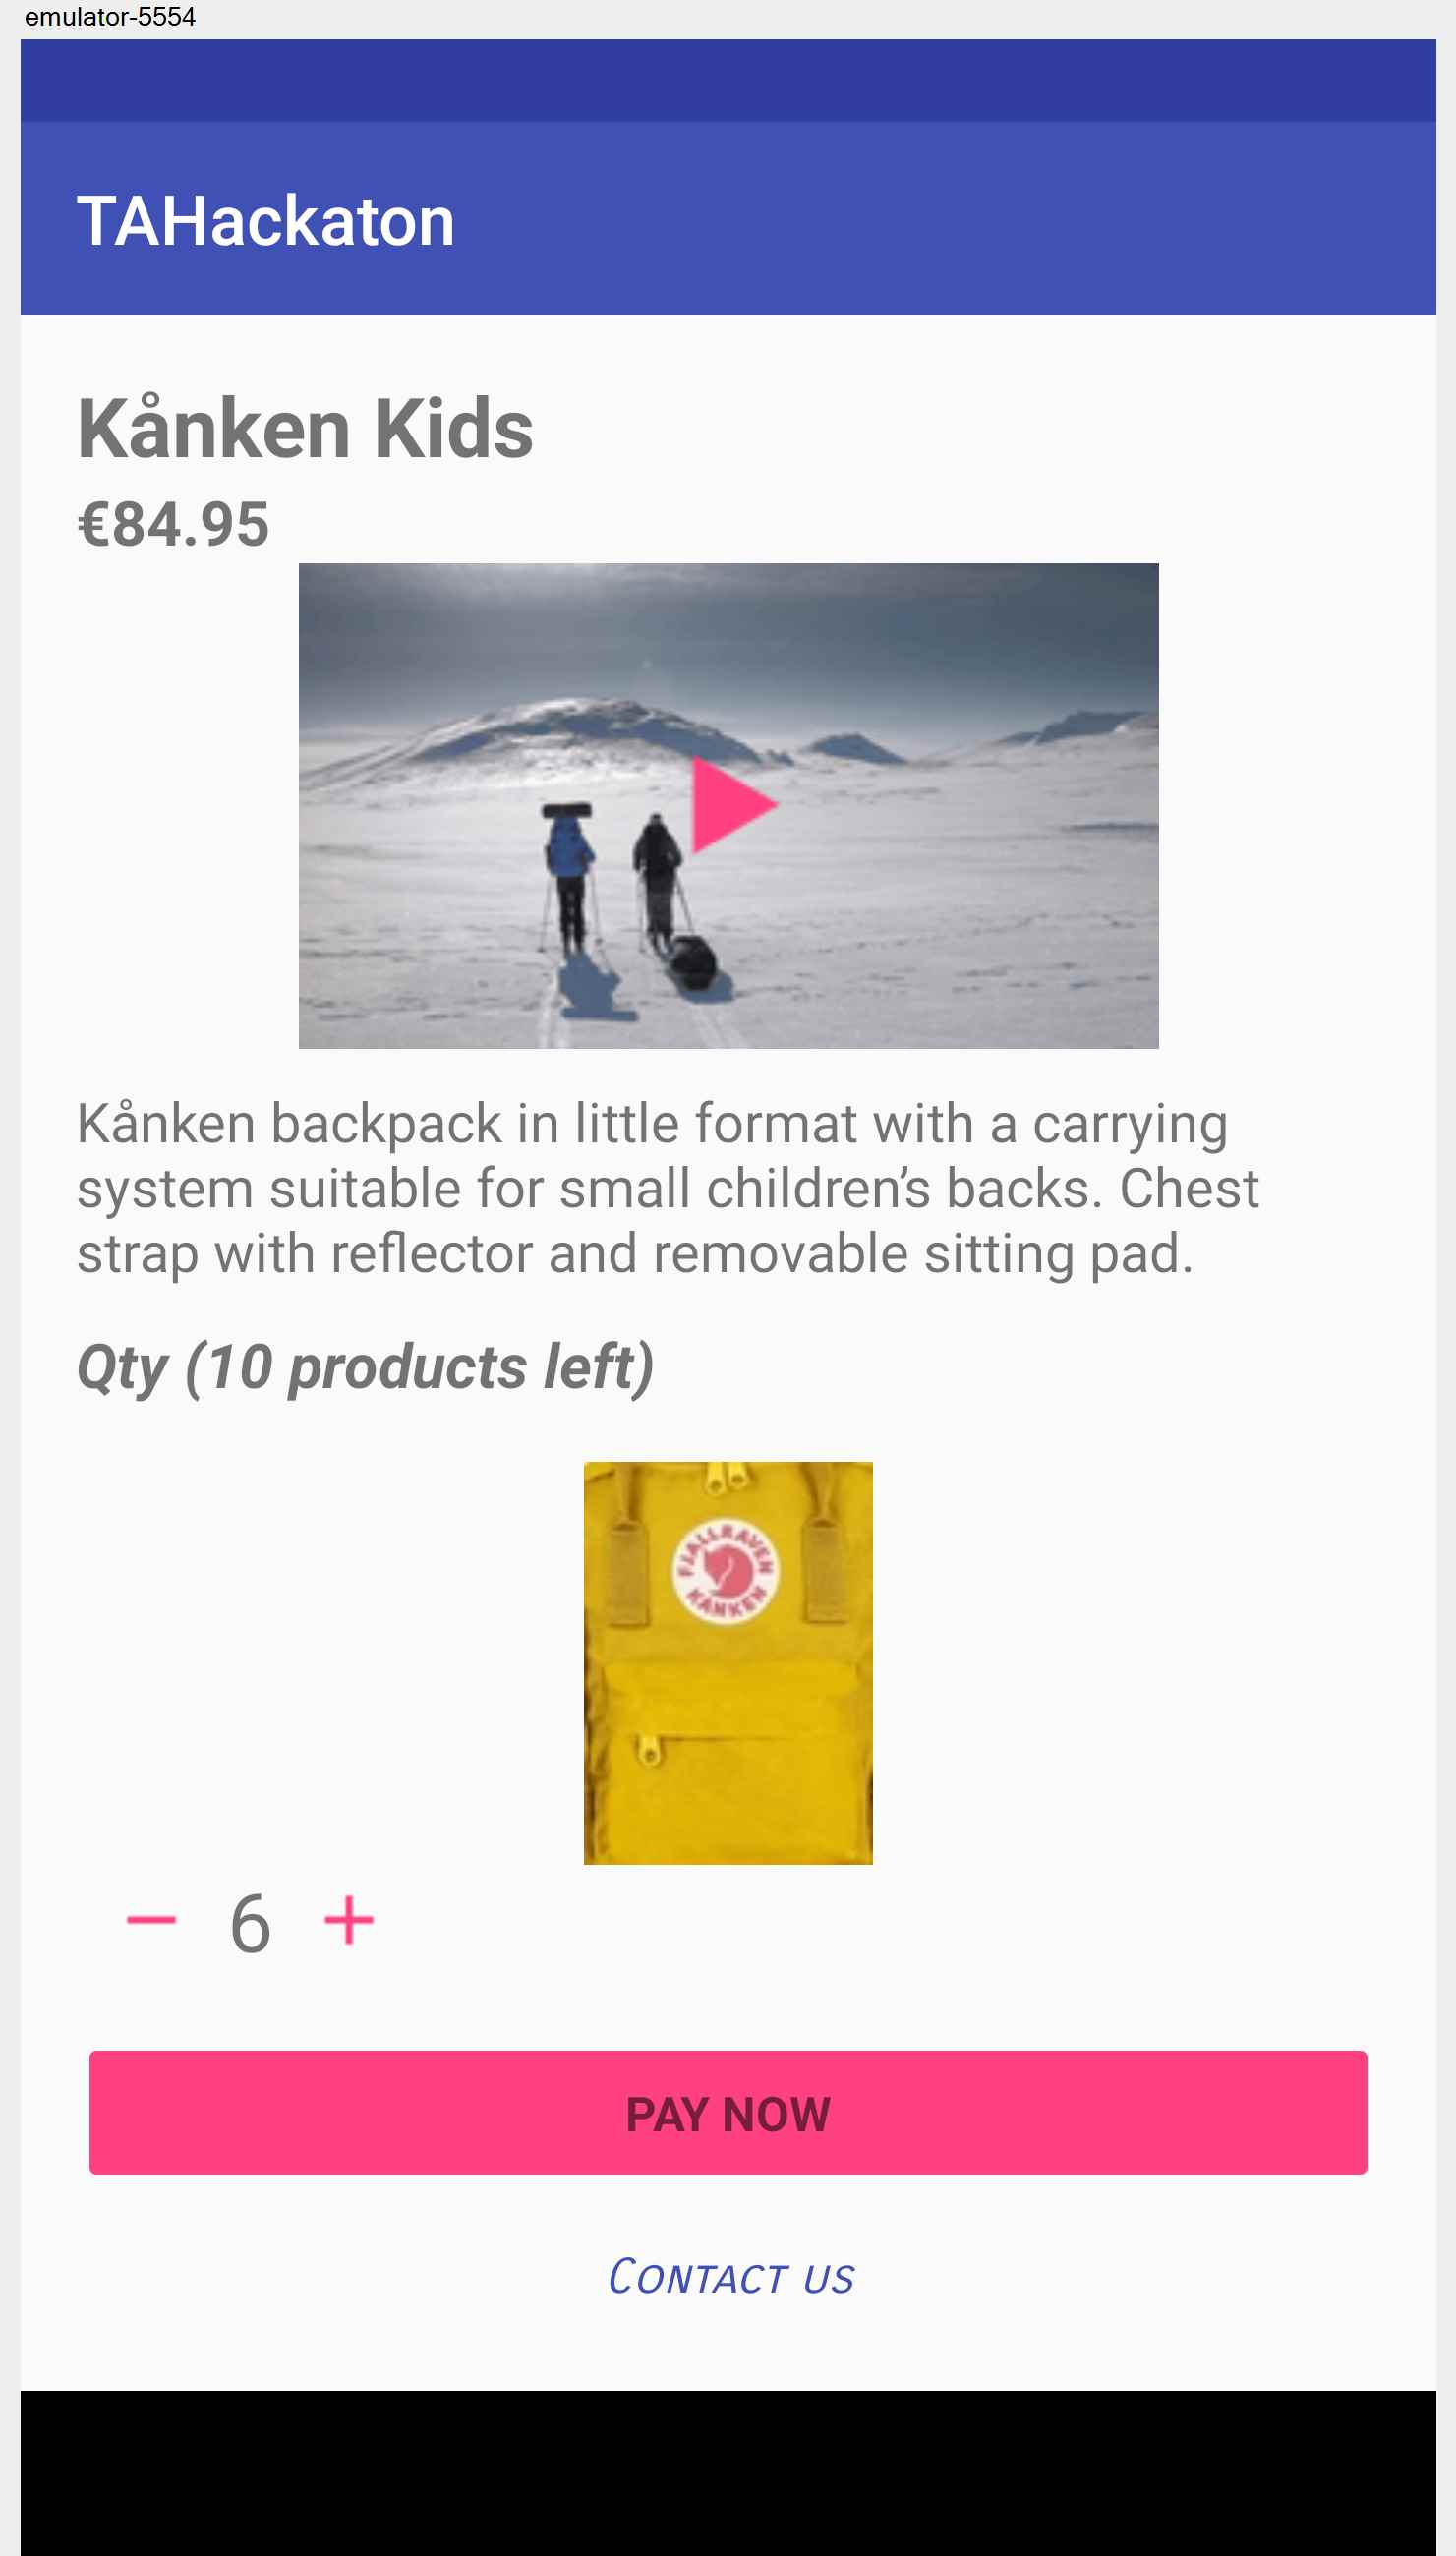 emulator-5554
TAHackaton
Kånken Kids
€84.95
Kånken backpack in little format with a carrying
system suitable for small children’s backs. Chest
strap with reflector and removable sitting pad.
Qty (10 products left)
FJÄLLRÄVEN
KÅNKEN
− 6 +
PAY NOW
Contact us